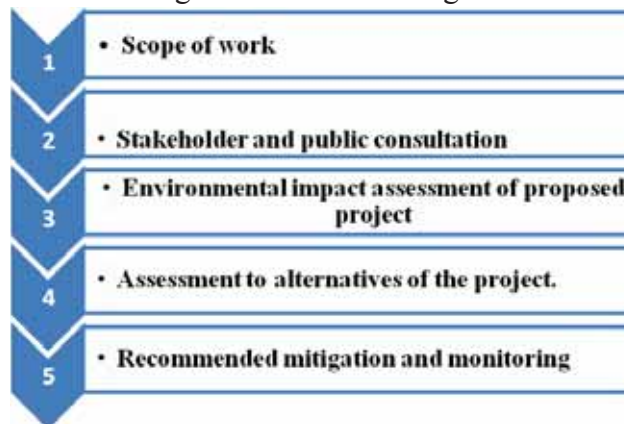 1
• Scope of work
2
• Stakeholder and public consultation
3
• Environmental impact assessment of proposed
project
4
• Assessment to alternatives of the project.
5
• Recommended mitigation and monitoring